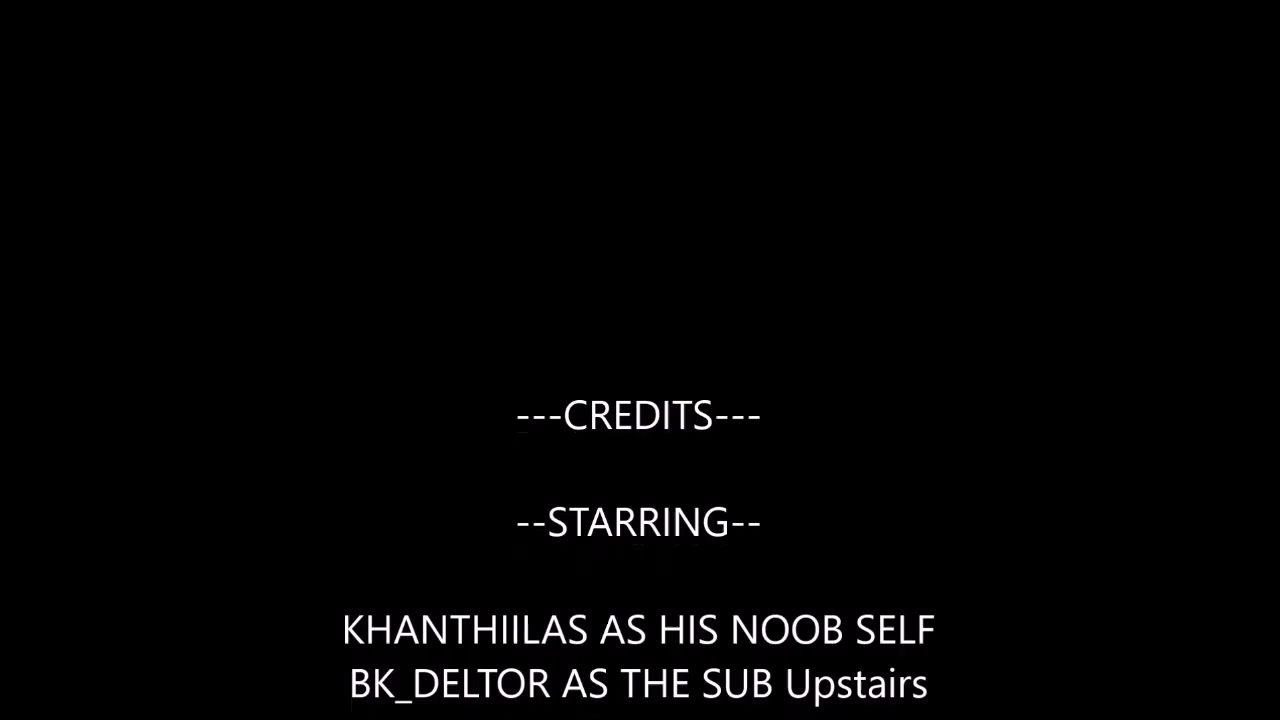 ---CREDITS---
--STARRING--
KHANTHIILAS AS HIS NOOB SELF
BK_DELTOR AS THE SUB Upstairs